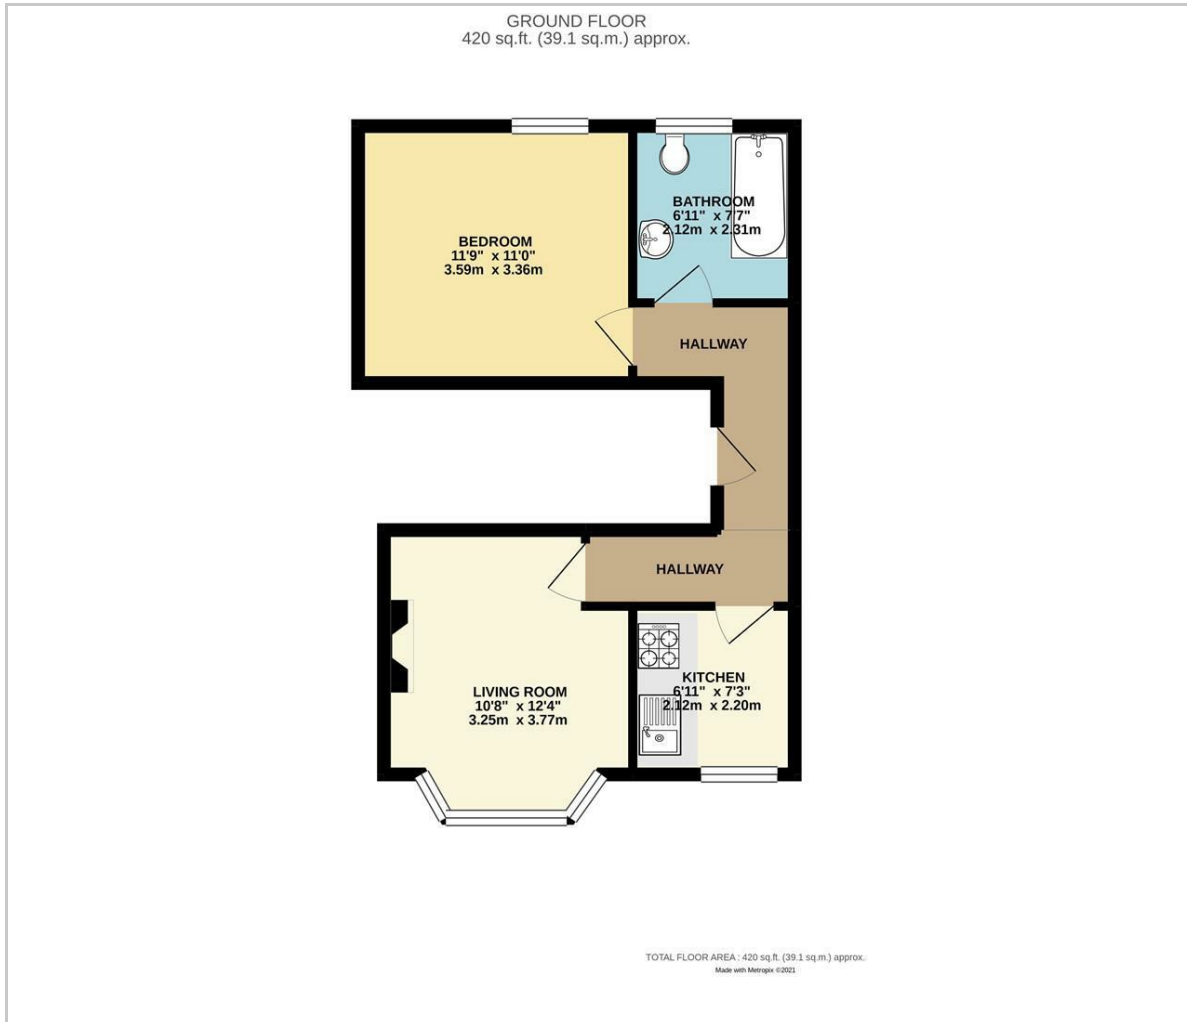 GROUND FLOOR
420 sq.ft. (39.1 sq.m.) approx.
BATHROOM
6'11" x 7'7"
2.12m x 2.31m
BEDROOM
11'9" x 11'0"
3.59m x 3.36m
HALLWAY
HALLWAY
KITCHEN
6'11" x 7'3"
2.12m x 2.20m
LIVING ROOM
10'8" x 12'4"
3.25m x 3.77m
TOTAL FLOOR AREA : 420 sq.ft. (39.1 sq.m.) approx.
Made with Metropix ©2021